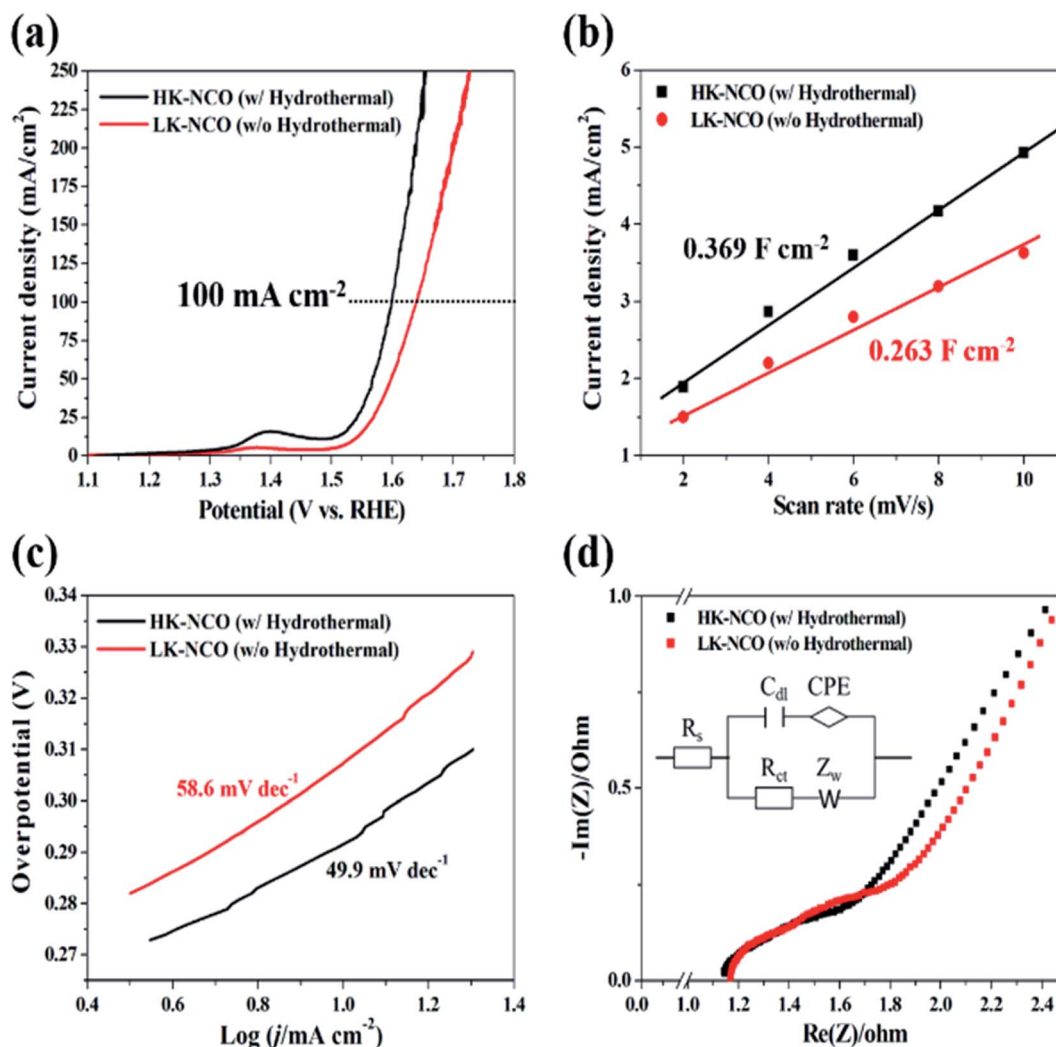 (a)
250
225
200
175
150
125
100
75
50
25
0
Current density (mA/cm²)
HK-NCO (w/ Hydrothermal)
LK-NCO (w/o Hydrothermal)
100 mA cm⁻²
1.1 1.2 1.3 1.4 1.5 1.6 1.7 1.8
Potential (V vs. RHE)
(b)
6
5
4
3
2
1
Current density (mA/cm²)
HK-NCO (w/ Hydrothermal)
LK-NCO (w/o Hydrothermal)
0.369 F cm⁻²
0.263 F cm⁻²
2 4 6 8 10
Scan rate (mV/s)
(c)
0.34
0.33
0.32
0.31
0.30
0.29
0.28
0.27
Overpotential (V)
HK-NCO (w/ Hydrothermal)
LK-NCO (w/o Hydrothermal)
58.6 mV dec⁻¹
49.9 mV dec⁻¹
0.4 0.6 0.8 1.0 1.2 1.4
Log (j/mA cm⁻²)
(d)
1.0
0.5
0.0
-Im(Z)/Ohm
HK-NCO (w/ Hydrothermal)
LK-NCO (w/o Hydrothermal)
Cdl CPE
Rs
Rct Zw
W
0.0 1.0 1.2 1.4 1.6 1.8 2.0 2.2 2.4
Re(Z)/ohm